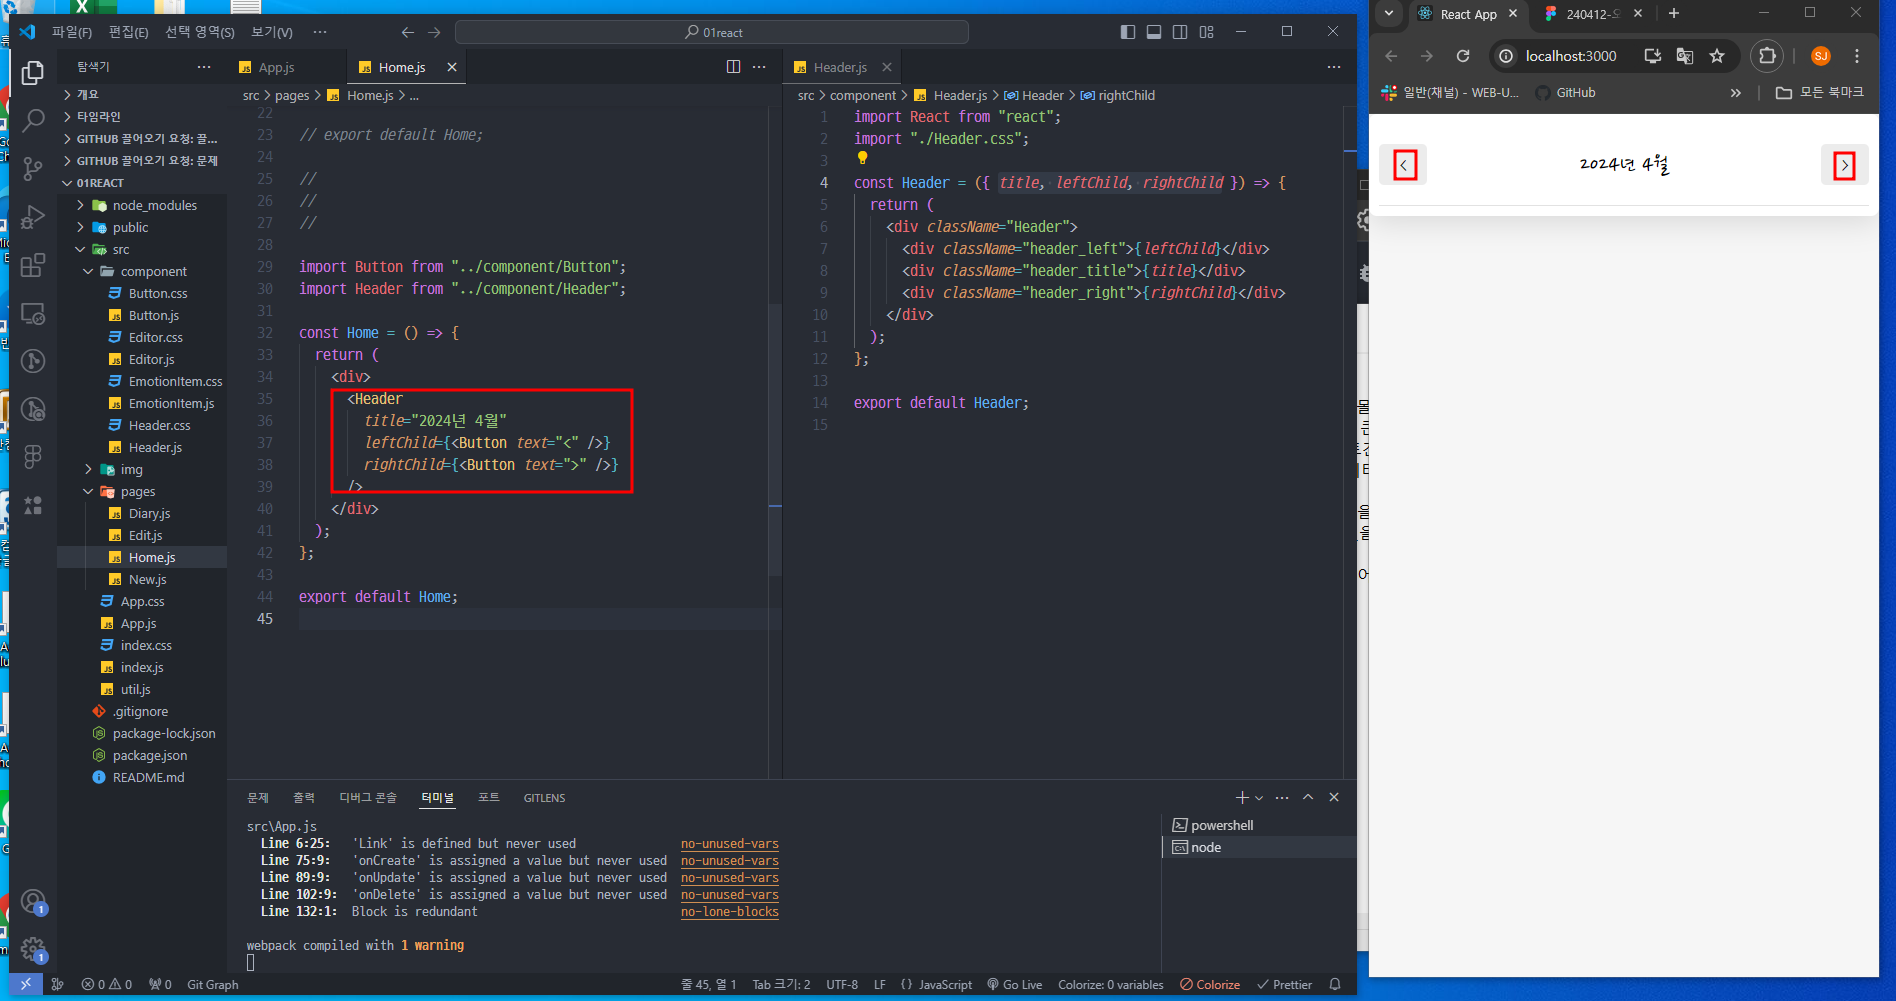 파일(F) 편집(E) 선택 영역(S) 보기(V) ··· 01react
탐색기 ···
개요
타임라인
GITHUB 끌어오기 요청: 끌...
GITHUB 끌어오기 요청: 문제
01REACT
node_modules
public
src
component
Button.css
Button.js
Editor.css
Editor.js
EmotionItem.css
EmotionItem.js
Header.css
Header.js
img
pages
Diary.js
Edit.js
Home.js
New.js
App.css
App.js
index.css
index.js
util.js
.gitignore
package-lock.json
package.json
README.md
App.js Home.js
src > pages > Home.js > ...
22
23 // export default Home;
24
25 //
26 //
27 //
28
29 import Button from "../component/Button";
30 import Header from "../component/Header";
31
32 const Home = () => {
33 return (
34 <div>
35 <Header
36 title="2024년 4월"
37 leftChild={<Button text="<" />}
38 rightChild={<Button text=">" />}
39 />
40 </div>
41 );
42 };
43
44 export default Home;
45
Header.js
src > component > Header.js > Header > rightChild
1 import React from "react";
2 import "./Header.css";
3
4 const Header = ({ title, leftChild, rightChild }) => {
5 return (
6 <div className="Header">
7 <div className="header_left">{leftChild}</div>
8 <div className="header_title">{title}</div>
9 <div className="header_right">{rightChild}</div>
10 </div>
11 );
12 };
13
14 export default Header;
15
문제 출력 디버그 콘솔 터미널 포트 GITLENS
src\App.js
Line 6:25: 'Link' is defined but never used no-unused-vars
Line 75:9: 'onCreate' is assigned a value but never used no-unused-vars
Line 89:9: 'onUpdate' is assigned a value but never used no-unused-vars
Line 102:9: 'onDelete' is assigned a value but never used no-unused-vars
Line 132:1: Block is redundant no-lone-blocks
webpack compiled with 1 warning
powershell
node
1
1
0 0 0 Git Graph 줄 45, 열 1 Tab 크기: 2 UTF-8 LF {} JavaScript Go Live Colorize: 0 variables Colorize Prettier
React App 240412-
localhost:3000 SJ
일반(채널) - WEB-U... GitHub » 모든 북마크
< 2024년 4월 >